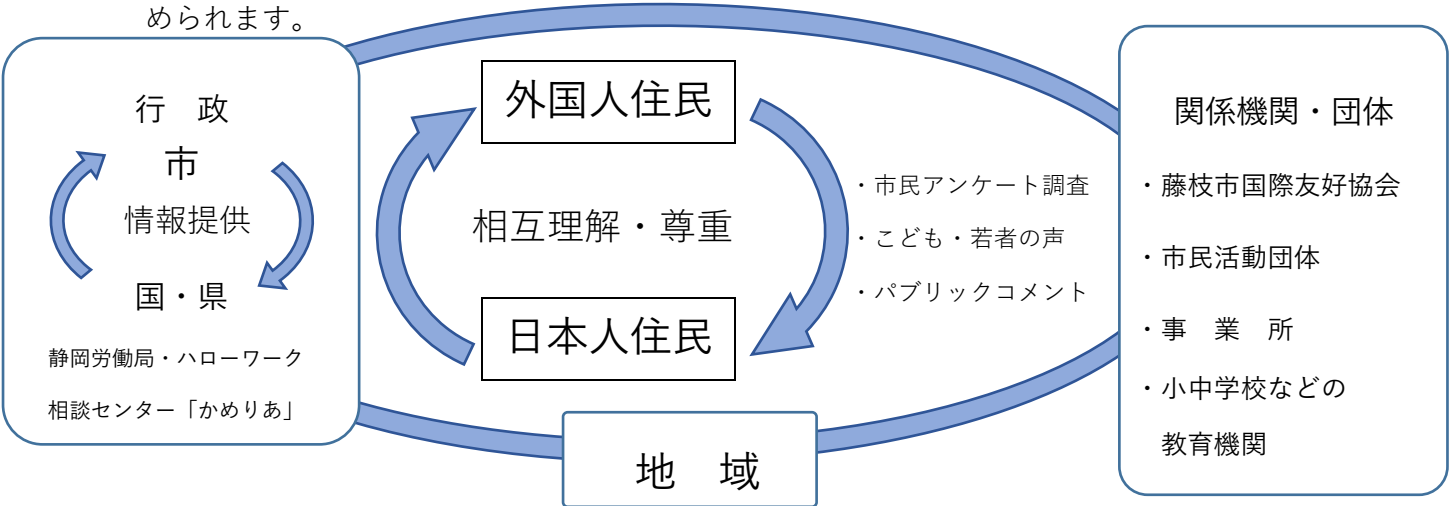 められます。
行　政
市
情報提供
国・県
静岡労働局・ハローワーク
相談センター「かめりあ」
外国人住民
相互理解・尊重
日本人住民
・市民アンケート調査
・こども・若者の声
・パブリックコメント
関係機関・団体
・藤枝市国際友好協会
・市民活動団体
・事　業　所
・小中学校などの
教育機関
地　域